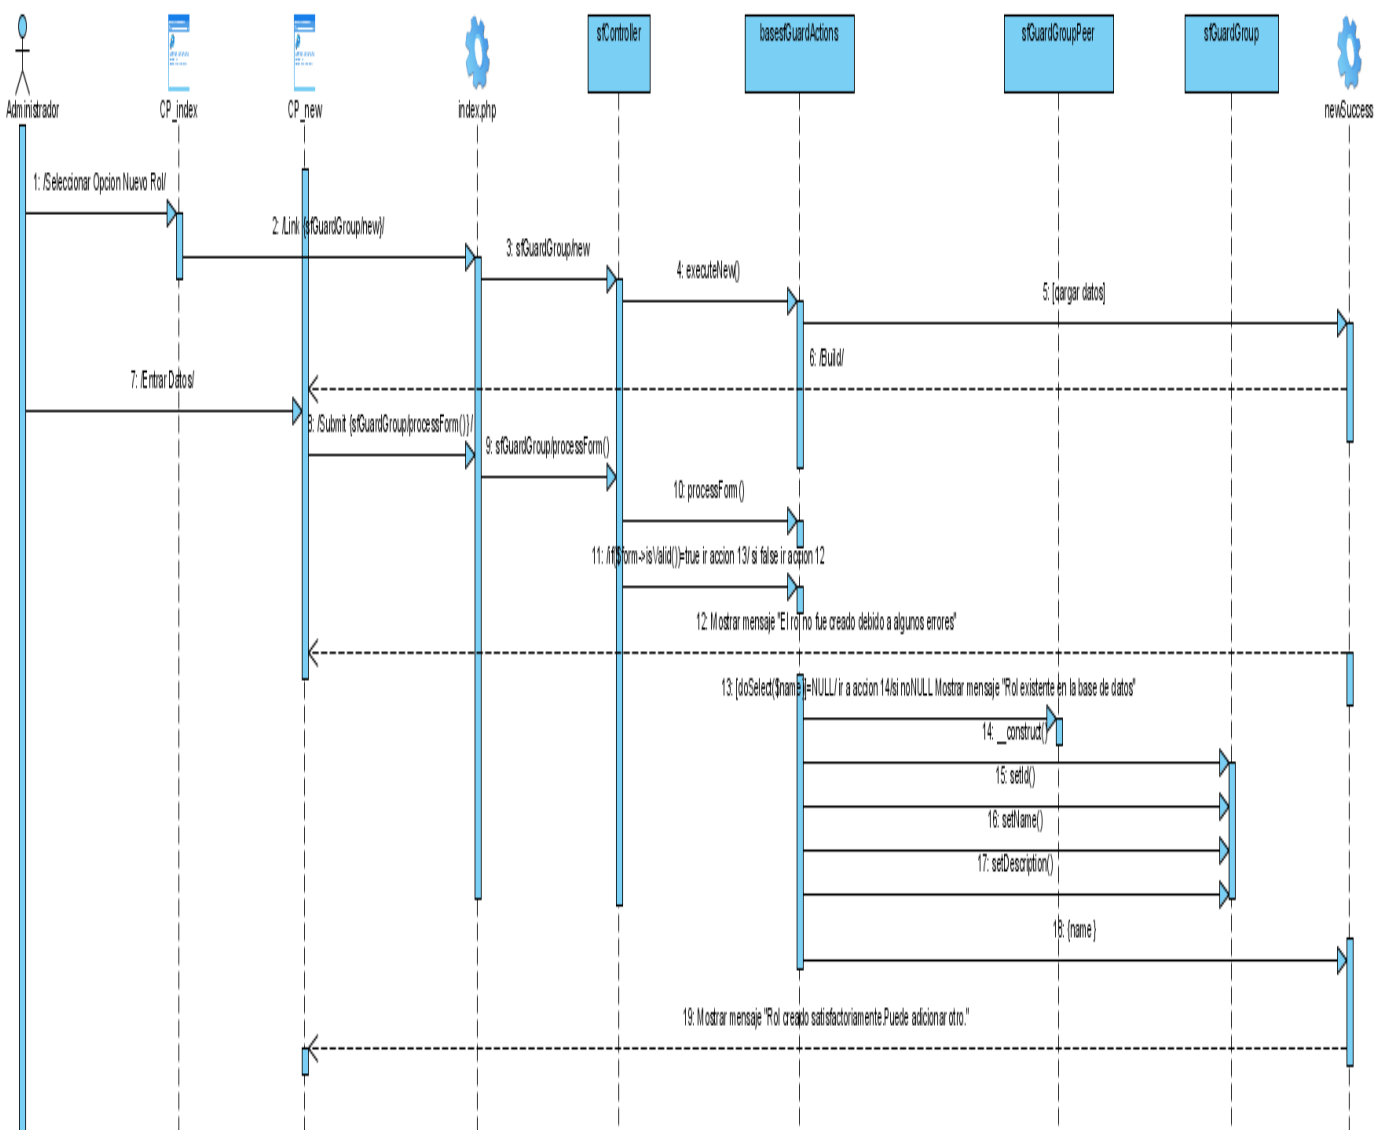 sfController
basesfGuardActions
sfGuardGroupPeer
sfGuardGroup
Administrador
CP_index
CP_new
index.php
newSuccess
1: /Seleccionar Opcion Nuevo Rol/
2: /Link {sfGuardGroup/new}/
3: sfGuardGroup/new
4: executeNew()
5: [qargar datos]
6: /Build/
7: /Entrar Datos/
8: /Submit {sfGuardGroup/processForm()}/
9: sfGuardGroup/processForm()
10: processForm()
11: /if($form->isValid())=true ir accion 13/ si false ir accion 12
12: Mostrar mensaje "El rol no fue creado debido a algunos errores"
13: [doSelect($name)]=NULL/ ir a accion 14/si noNULL Mostrar mensaje "Rol existente en la base de datos"
14: __construct()
15: setId()
16: setName()
17: setDescription()
18: {name}
19: Mostrar mensaje "Rol creado satisfactoriamente.Puede adicionar otro."